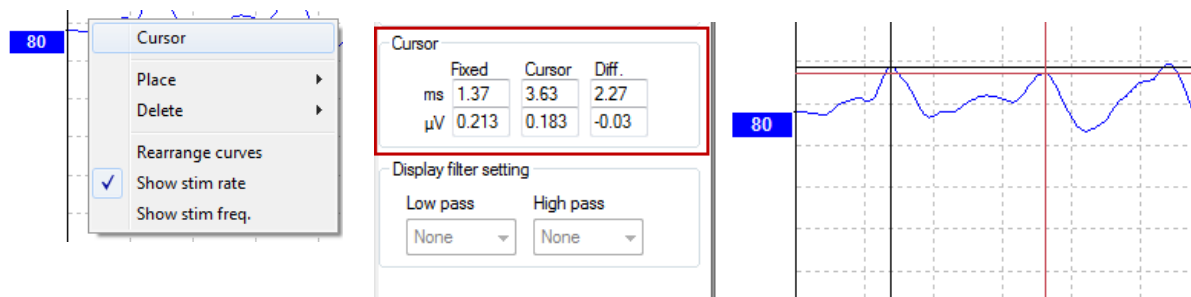 80
Cursor
Place
Delete
Rearrange curves
Show stim rate
Show stim freq.
Cursor
Fixed Cursor Diff.
ms 1.37 3.63 2.27
µV 0.213 0.183 -0.03
Display filter setting
Low pass High pass
None None
80